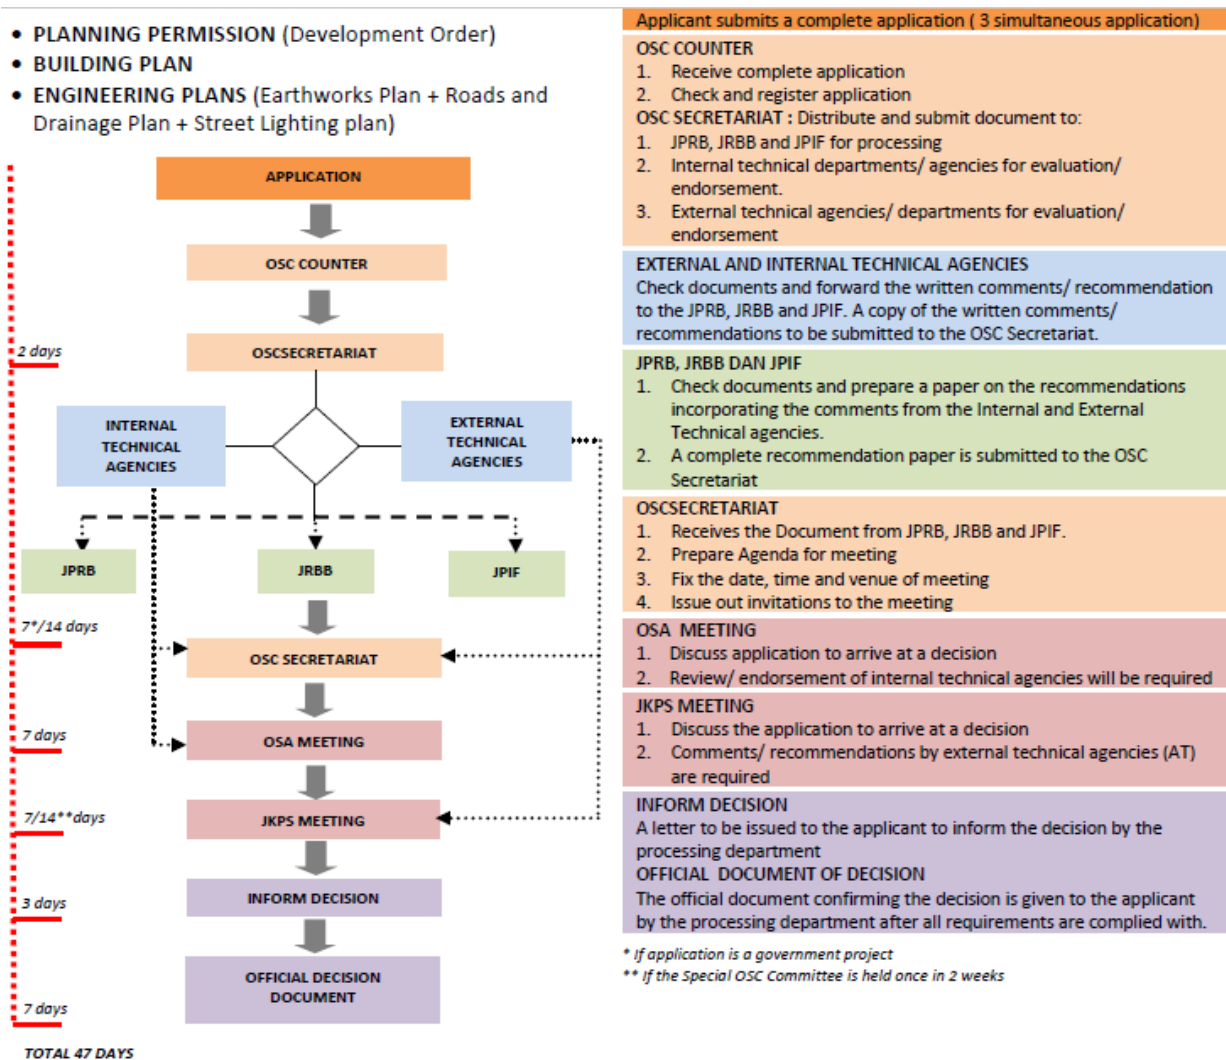 • PLANNING PERMISSION (Development Order)
• BUILDING PLAN
• ENGINEERING PLANS (Earthworks Plan + Roads and
Drainage Plan + Street Lighting plan)
APPLICATION
OSC COUNTER
OSCSECRETARIAT
2 days
INTERNAL
TECHNICAL
AGENCIES
EXTERNAL
TECHNICAL
AGENCIES
JPRB
JRBB
JPIF
7*/14 days
OSC SECRETARIAT
7 days
OSA MEETING
7/14**days
JKPS MEETING
3 days
INFORM DECISION
OFFICIAL DECISION
DOCUMENT
7 days
TOTAL 47 DAYS
Applicant submits a complete application ( 3 simultaneous application)
OSC COUNTER
1. Receive complete application
2. Check and register application
OSC SECRETARIAT : Distribute and submit document to:
1. JPRB, JRBB and JPIF for processing
2. Internal technical departments/ agencies for evaluation/
endorsement.
3. External technical agencies/ departments for evaluation/
endorsement
EXTERNAL AND INTERNAL TECHNICAL AGENCIES
Check documents and forward the written comments/ recommendation
to the JPRB, JRBB and JPIF. A copy of the written comments/
recommendations to be submitted to the OSC Secretariat.
JPRB, JRBB DAN JPIF
1. Check documents and prepare a paper on the recommendations
incorporating the comments from the Internal and External
Technical agencies.
2. A complete recommendation paper is submitted to the OSC
Secretariat
OSCSECRETARIAT
1. Receives the Document from JPRB, JRBB and JPIF.
2. Prepare Agenda for meeting
3. Fix the date, time and venue of meeting
4. Issue out invitations to the meeting
OSA MEETING
1. Discuss application to arrive at a decision
2. Review/ endorsement of internal technical agencies will be required
JKPS MEETING
1. Discuss the application to arrive at a decision
2. Comments/ recommendations by external technical agencies (AT)
are required
INFORM DECISION
A letter to be issued to the applicant to inform the decision by the
processing department
OFFICIAL DOCUMENT OF DECISION
The official document confirming the decision is given to the applicant
by the processing department after all requirements are complied with.
* If application is a government project
** If the Special OSC Committee is held once in 2 weeks